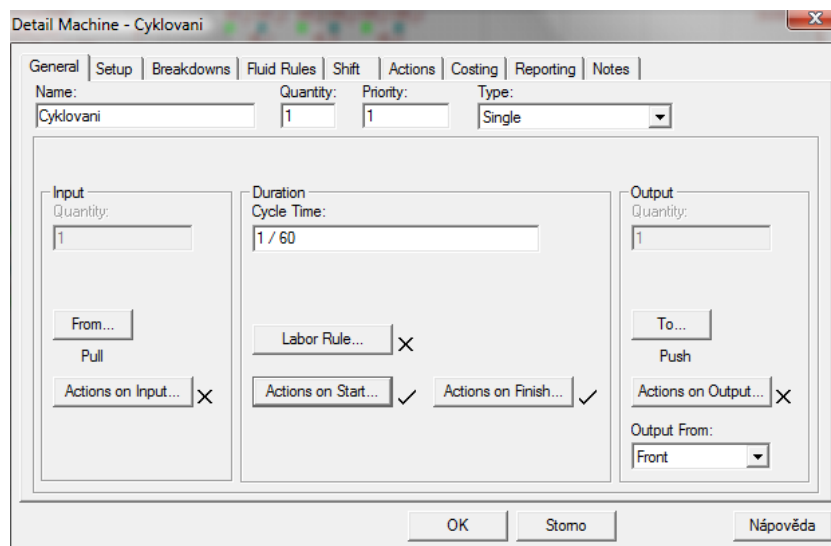 Detail Machine - Cyklovani
General Setup Breakdowns Fluid Rules Shift Actions Costing Reporting Notes
Name: Quantity: Priority: Type:
Cyklovani 1 1 Single
Input
Quantity:
1
From...
Pull
Actions on Input...
Duration
Cycle Time:
1 / 60
Labor Rule...
Actions on Start... Actions on Finish...
Output
Quantity:
1
To...
Push
Actions on Output...
Output From:
Front
OK Storno Nápověda